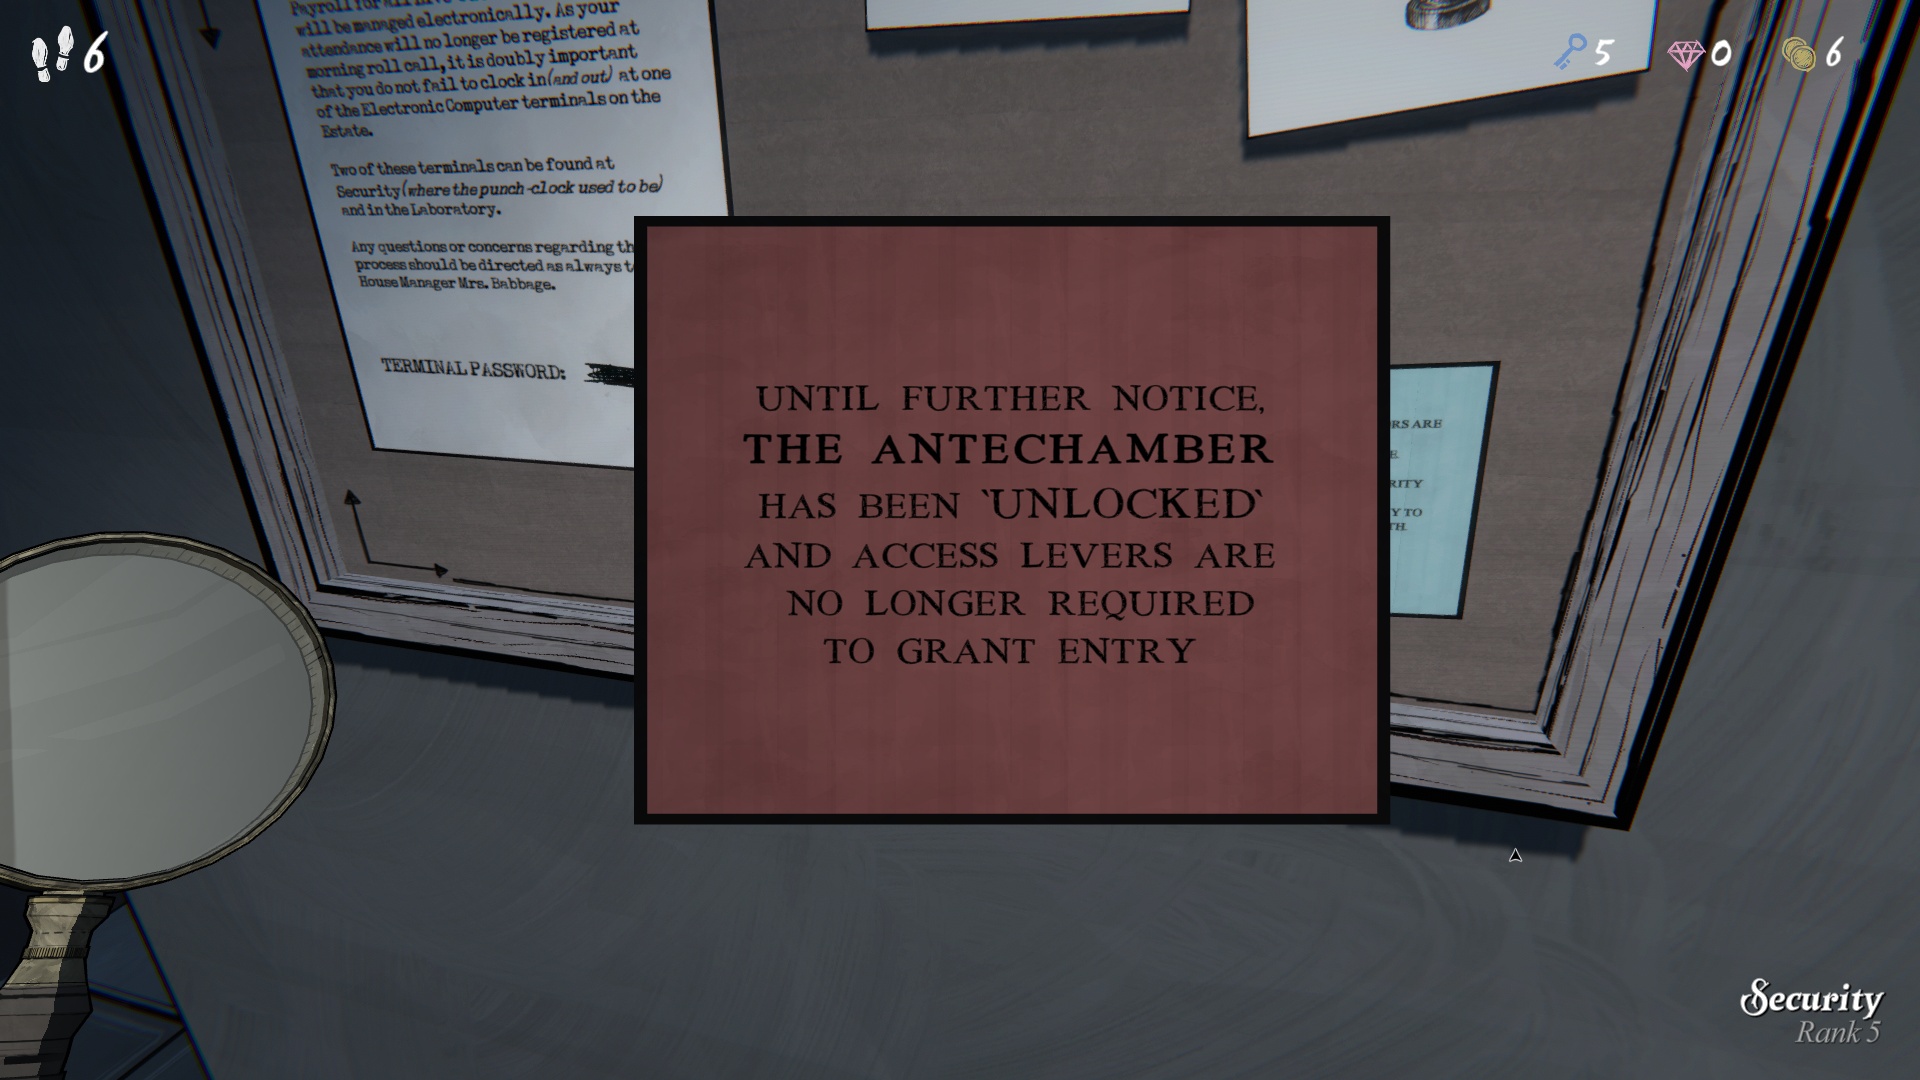 6
5
0
6
will be managed electronically. As your
attendance will no longer be registered at
morning roll call, it is doubly important
that you do not fail to clock in (and out) at one
of the Electronic Computer terminals on the
Estate.
Two of these terminals can be found at
Security (where the punch-clock used to be)
and in the Laboratory.
Any questions or concerns regarding th
process should be directed as always t
House Manager Mrs. Babbage.
TERMINAL PASSWORD:
UNTIL FURTHER NOTICE,
THE ANTECHAMBER
HAS BEEN `UNLOCKED`
AND ACCESS LEVERS ARE
NO LONGER REQUIRED
TO GRANT ENTRY
RS ARE
E.
RITY
Y TO
TH.
Security
Rank 5